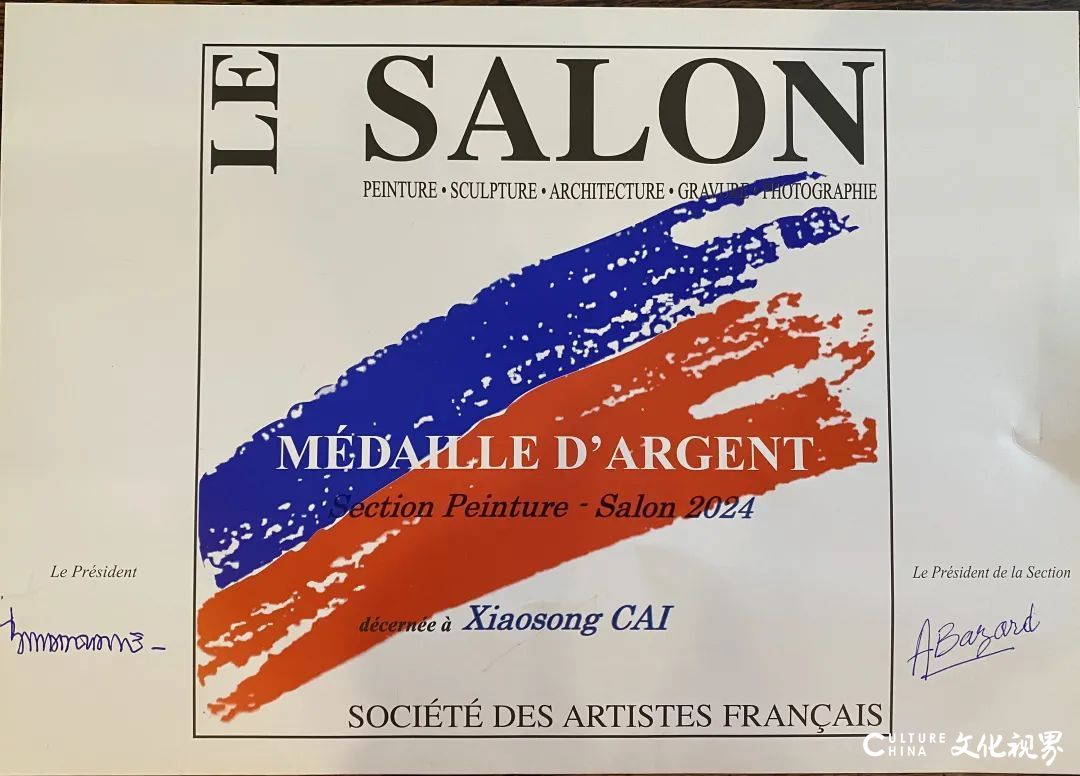 LE SALON
PEINTURE • SCULPTURE • ARCHITECTURE • GRAVURE • PHOTOGRAPHIE
MÉDAILLE D'ARGENT
Section Peinture - Salon 2024
Le Président
Le Président de la Section
décernée à Xiaosong CAI
ABazard
SOCIÉTÉ DES ARTISTES FRANÇAIS
CULTURE CHINA 文化视界